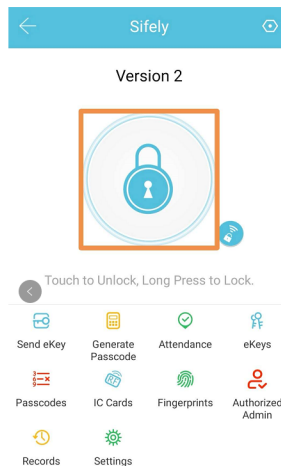 Sifely
Version 2
Touch to Unlock, Long Press to Lock.
Send eKey
Generate
Passcode
Attendance
eKeys
Passcodes
IC Cards
Fingerprints
Authorized
Admin
Records
Settings